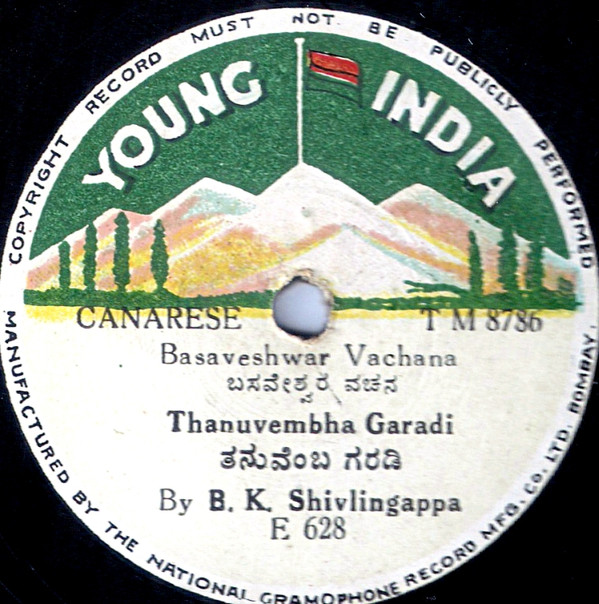 COPYRIGHT RECORD MUST NOT BE PUBLICLY PERFORMED
YOUNG INDIA
CANARESE T M 8786
Basaveshwar Vachana
ಬಸವೇಶ್ವರ ವಚನ
Thanuvembha Garadi
ತನುವೆಂಬ ಗರಡಿ
By B. K. Shivlingappa
E 628
MANUFACTURED BY THE NATIONAL GRAMOPHONE RECORD MFG. Co. LTD. BOMBAY.